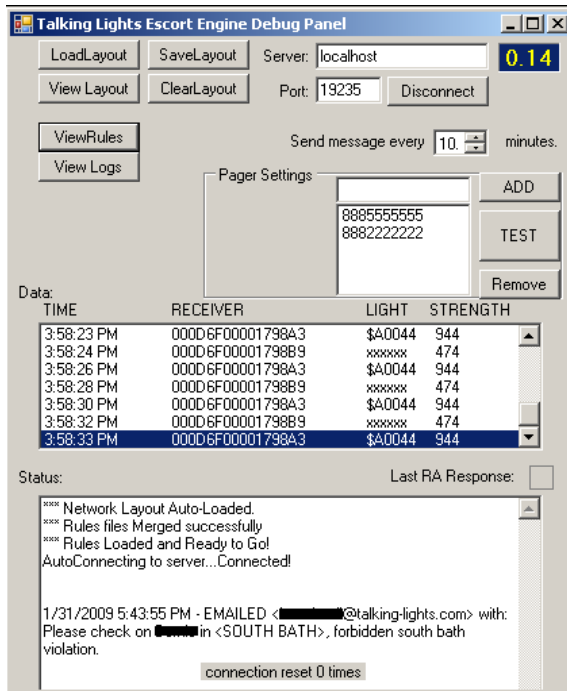 Talking Lights Escort Engine Debug Panel
LoadLayout SaveLayout Server: localhost 0.14
View Layout ClearLayout Port: 19235 Disconnect
ViewRules Send message every 10. minutes.
View Logs
Pager Settings
ADD
8885555555
8882222222
TEST
Remove
Data:
TIME RECEIVER LIGHT STRENGTH
3:58:23 PM 000D6F00001798A3 $A0044 944
3:58:24 PM 000D6F00001798B9 xxxxxx 474
3:58:26 PM 000D6F00001798A3 $A0044 944
3:58:28 PM 000D6F00001798B9 xxxxxx 474
3:58:30 PM 000D6F00001798A3 $A0044 944
3:58:32 PM 000D6F00001798B9 xxxxxx 474
3:58:33 PM 000D6F00001798A3 $A0044 944
Status: Last RA Response:
*** Network Layout Auto-Loaded.
*** Rules files Merged successfully
*** Rules Loaded and Ready to Go!
AutoConnecting to server...Connected!
1/31/2009 5:43:55 PM - EMAILED < @talking-lights.com> with:
Please check on in <SOUTH BATH>, forbidden south bath
violation.
connection reset 0 times